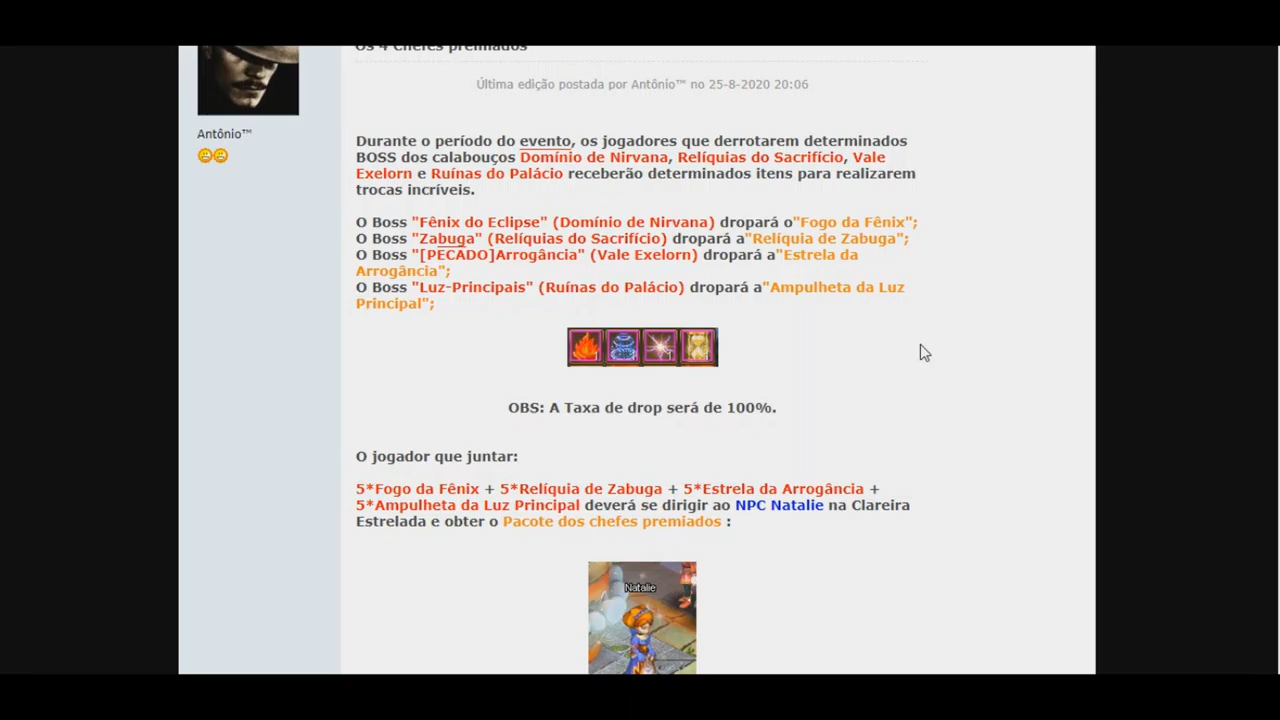 Os 4 Chefes premiados
Última edição postada por Antônio™ no 25-8-2020 20:06
Antônio™
Durante o período do evento, os jogadores que derrotarem determinados
BOSS dos calabouços Domínio de Nirvana, Relíquias do Sacrifício, Vale
Exelorn e Ruínas do Palácio receberão determinados itens para realizarem
trocas incríveis.
O Boss "Fênix do Eclipse" (Domínio de Nirvana) dropará o"Fogo da Fênix";
O Boss "Zabuga" (Relíquias do Sacrifício) dropará a"Relíquia de Zabuga";
O Boss "[PECADO]Arrogância" (Vale Exelorn) dropará a"Estrela da
Arrogância";
O Boss "Luz-Principais" (Ruínas do Palácio) dropará a"Ampulheta da Luz
Principal";
OBS: A Taxa de drop será de 100%.
O jogador que juntar:
5*Fogo da Fênix + 5*Relíquia de Zabuga + 5*Estrela da Arrogância +
5*Ampulheta da Luz Principal deverá se dirigir ao NPC Natalie na Clareira
Estrelada e obter o Pacote dos chefes premiados :
Natalie